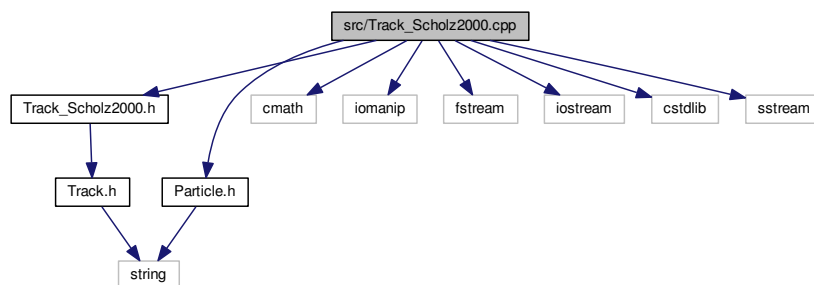 src/Track_Scholz2000.cpp
Track_Scholz2000.h
cmath
iomanip
fstream
iostream
cstdlib
sstream
Track.h
Particle.h
string